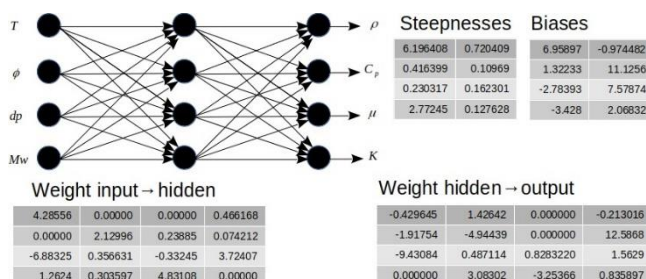 T
ϕ
dp
Mw
ρ
C_p
μ
K
Steepnesses
6.196408 0.720409
0.416399 0.10969
0.230317 0.162301
2.77245 0.127628
Biases
6.95897 -0.974482
1.32233 11.1256
-2.78393 7.57874
-3.428 2.06832
Weight input→hidden
4.28556 0.00000 0.00000 0.466168
0.00000 2.12996 0.23885 0.074212
-6.88325 0.356631 -0.33245 3.72407
1.2624 0.303597 4.83108 0.00000
Weight hidden→output
-0.429645 1.42642 0.000000 -0.213016
-1.91754 -4.94439 0.000000 12.5868
-9.43084 0.487114 0.8283220 1.5629
0.000000 3.08302 -3.25366 0.835897